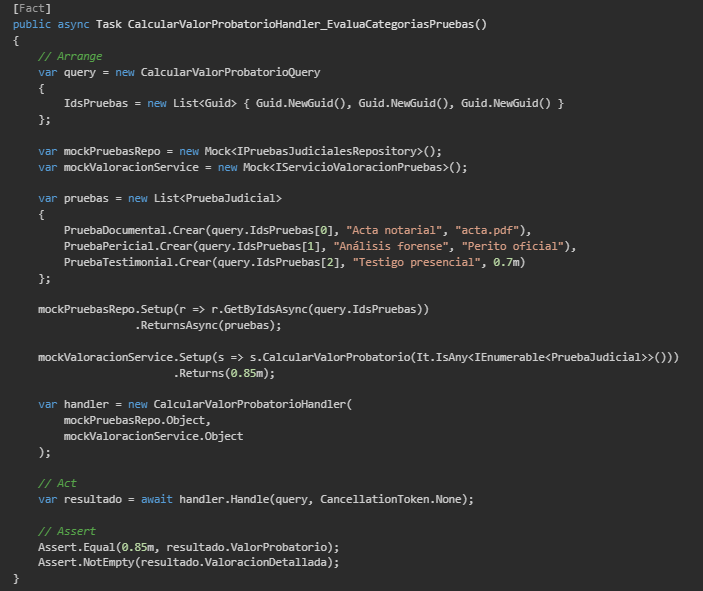 [Fact]
public async Task CalcularValorProbatorioHandler_EvaluaCategoriasPruebas()
{
    // Arrange
    var query = new CalcularValorProbatorioQuery
    {
        IdsPruebas = new List<Guid> { Guid.NewGuid(), Guid.NewGuid(), Guid.NewGuid() }
    };

    var mockPruebasRepo = new Mock<IPruebasJudicialesRepository>();
    var mockValoracionService = new Mock<IServicioValoracionPruebas>();

    var pruebas = new List<PruebaJudicial>
    {
        PruebaDocumental.Crear(query.IdsPruebas[0], "Acta notarial", "acta.pdf"),
        PruebaPericial.Crear(query.IdsPruebas[1], "Análisis forense", "Perito oficial"),
        PruebaTestimonial.Crear(query.IdsPruebas[2], "Testigo presencial", 0.7m)
    };

    mockPruebasRepo.Setup(r => r.GetByIdsAsync(query.IdsPruebas))
                   .ReturnsAsync(pruebas);

    mockValoracionService.Setup(s => s.CalcularValorProbatorio(It.IsAny<IEnumerable<PruebaJudicial>>()))
                         .Returns(0.85m);

    var handler = new CalcularValorProbatorioHandler(
        mockPruebasRepo.Object,
        mockValoracionService.Object
    );

    // Act
    var resultado = await handler.Handle(query, CancellationToken.None);

    // Assert
    Assert.Equal(0.85m, resultado.ValorProbatorio);
    Assert.NotEmpty(resultado.ValoracionDetallada);
}